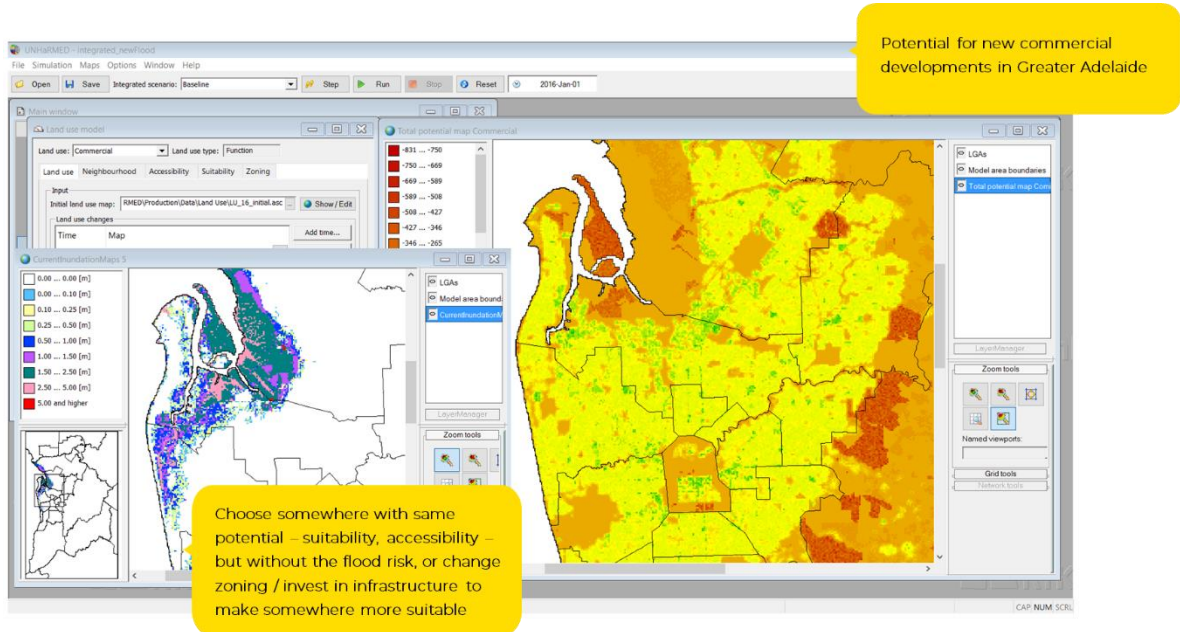 Potential for new commercial
developments in Greater Adelaide
UNHaRMED - Integrated_newFlood
File Simulation Maps Options Window Help
Open Save Integrated scenario: Baseline Step Run Stop Reset 2016-Jan-01
Main window
Land use model
Land use: Commercial Land use type: Function
Land use Neighbourhood Accessibility Suitability Zoning
Input
Initial land use map: RMED\Production\Data\Land Use\LU_16_initial.asc ... Show / Edit
Land use changes
Time Map Add time...
Total potential map Commercial
-831 ... -750
-750 ... -669
-669 ... -589
-589 ... -508
-508 ... -427
-427 ... -346
-346 ... -265
LGAs
Model area boundaries
Total potential map Com
LayerManager
Zoom tools
Named viewports:
Grid tools
Network tools
CurrentInundationMaps 5
0.00 ... 0.00 [m]
0.00 ... 0.10 [m]
0.10 ... 0.25 [m]
0.25 ... 0.50 [m]
0.50 ... 1.00 [m]
1.00 ... 1.50 [m]
1.50 ... 2.50 [m]
2.50 ... 5.00 [m]
5.00 and higher
LGAs
Model area bound
CurrentInundationM
LayerManager
Zoom tools
Choose somewhere with same
potential – suitability, accessibility –
but without the flood risk, or change
zoning / invest in infrastructure to
make somewhere more suitable
CAP NUM SCRL